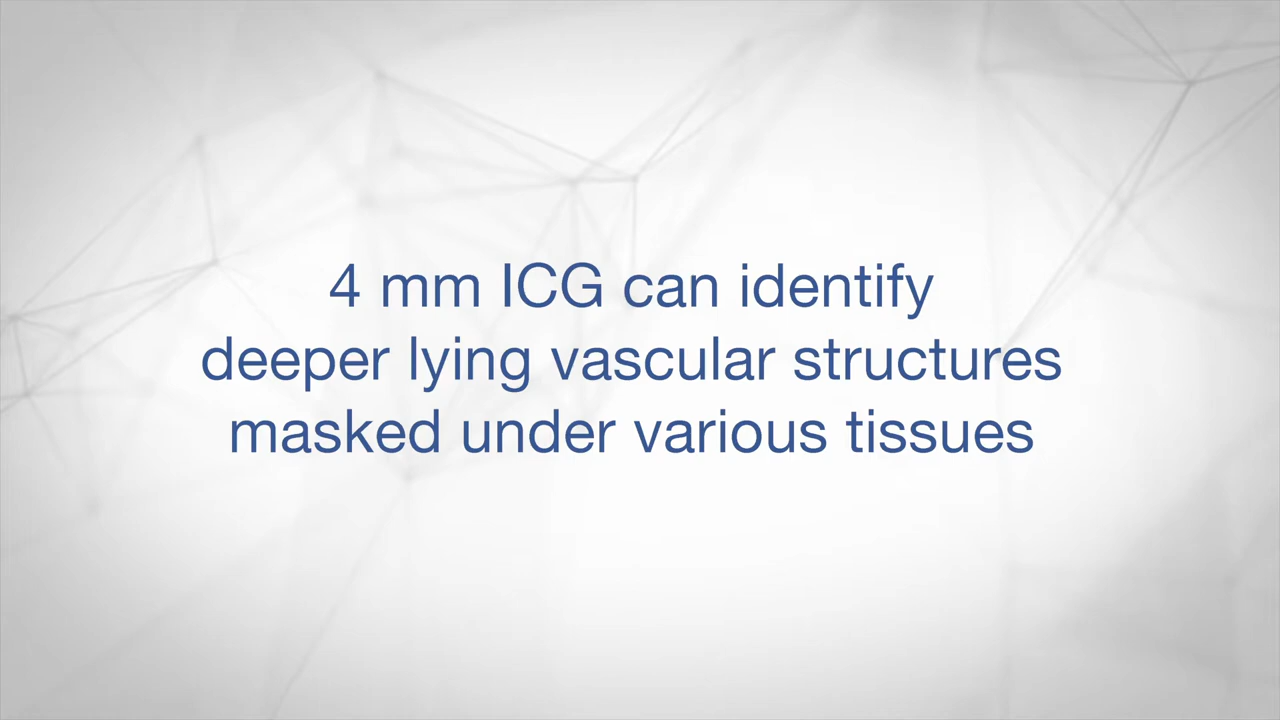 4 mm ICG can identify
deeper lying vascular structures
masked under various tissues